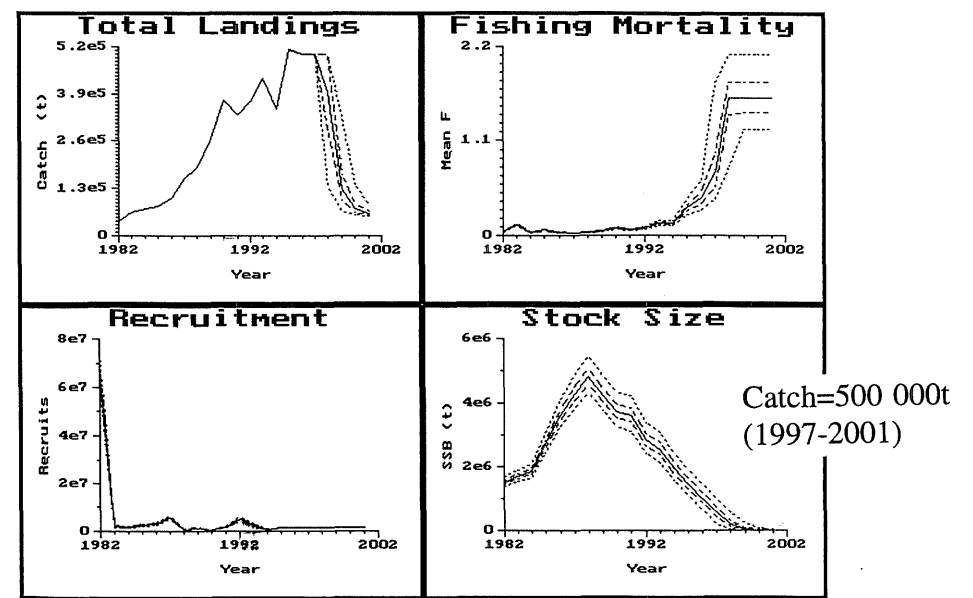 Total Landings
5.2e5
3.9e5
2.6e5
1.3e5
0
Catch (t)
1982
1992
2002
Year
Fishing Mortality
2.2
1.1
0
Mean F
1982
1992
2002
Year
Recruitment
8e7
6e7
4e7
2e7
0
Recruits
1982
1992
2002
Year
Stock Size
6e6
4e6
2e6
0
SSB (t)
1982
1992
2002
Year
Catch=500 000t
(1997-2001)